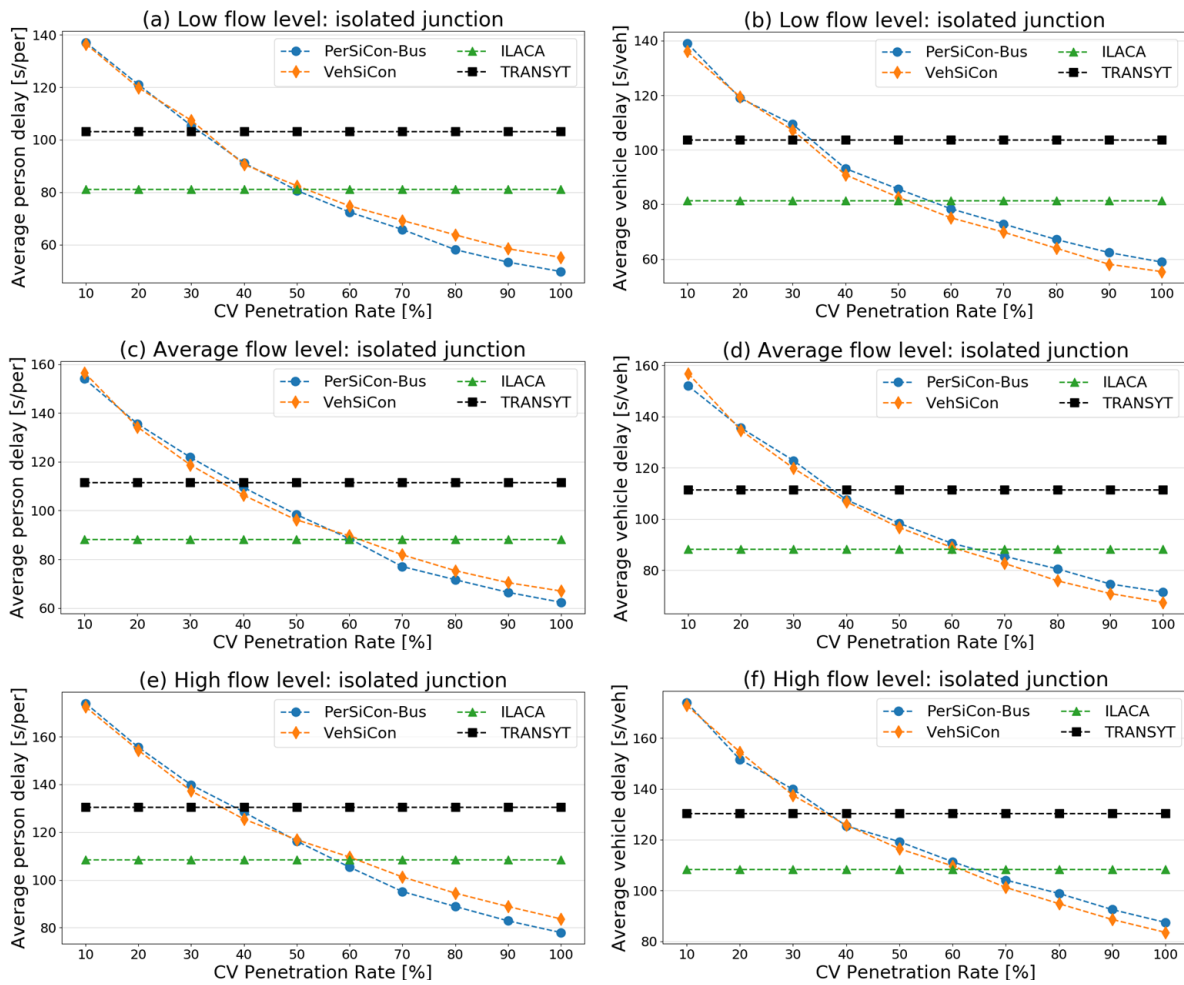 (a) Low flow level: isolated junction
Average person delay [s/per]
140
120
100
80
60
PerSiCon-Bus
VehSiCon
ILACA
TRANSYT
10 20 30 40 50 60 70 80 90 100
CV Penetration Rate [%]
(b) Low flow level: isolated junction
Average vehicle delay [s/veh]
140
120
100
80
60
PerSiCon-Bus
VehSiCon
ILACA
TRANSYT
10 20 30 40 50 60 70 80 90 100
CV Penetration Rate [%]
(c) Average flow level: isolated junction
Average person delay [s/per]
160
140
120
100
80
60
PerSiCon-Bus
VehSiCon
ILACA
TRANSYT
10 20 30 40 50 60 70 80 90 100
CV Penetration Rate [%]
(d) Average flow level: isolated junction
Average vehicle delay [s/veh]
160
140
120
100
80
PerSiCon-Bus
VehSiCon
ILACA
TRANSYT
10 20 30 40 50 60 70 80 90 100
CV Penetration Rate [%]
(e) High flow level: isolated junction
Average person delay [s/per]
160
140
120
100
80
PerSiCon-Bus
VehSiCon
ILACA
TRANSYT
10 20 30 40 50 60 70 80 90 100
CV Penetration Rate [%]
(f) High flow level: isolated junction
Average vehicle delay [s/veh]
160
140
120
100
80
PerSiCon-Bus
VehSiCon
ILACA
TRANSYT
10 20 30 40 50 60 70 80 90 100
CV Penetration Rate [%]